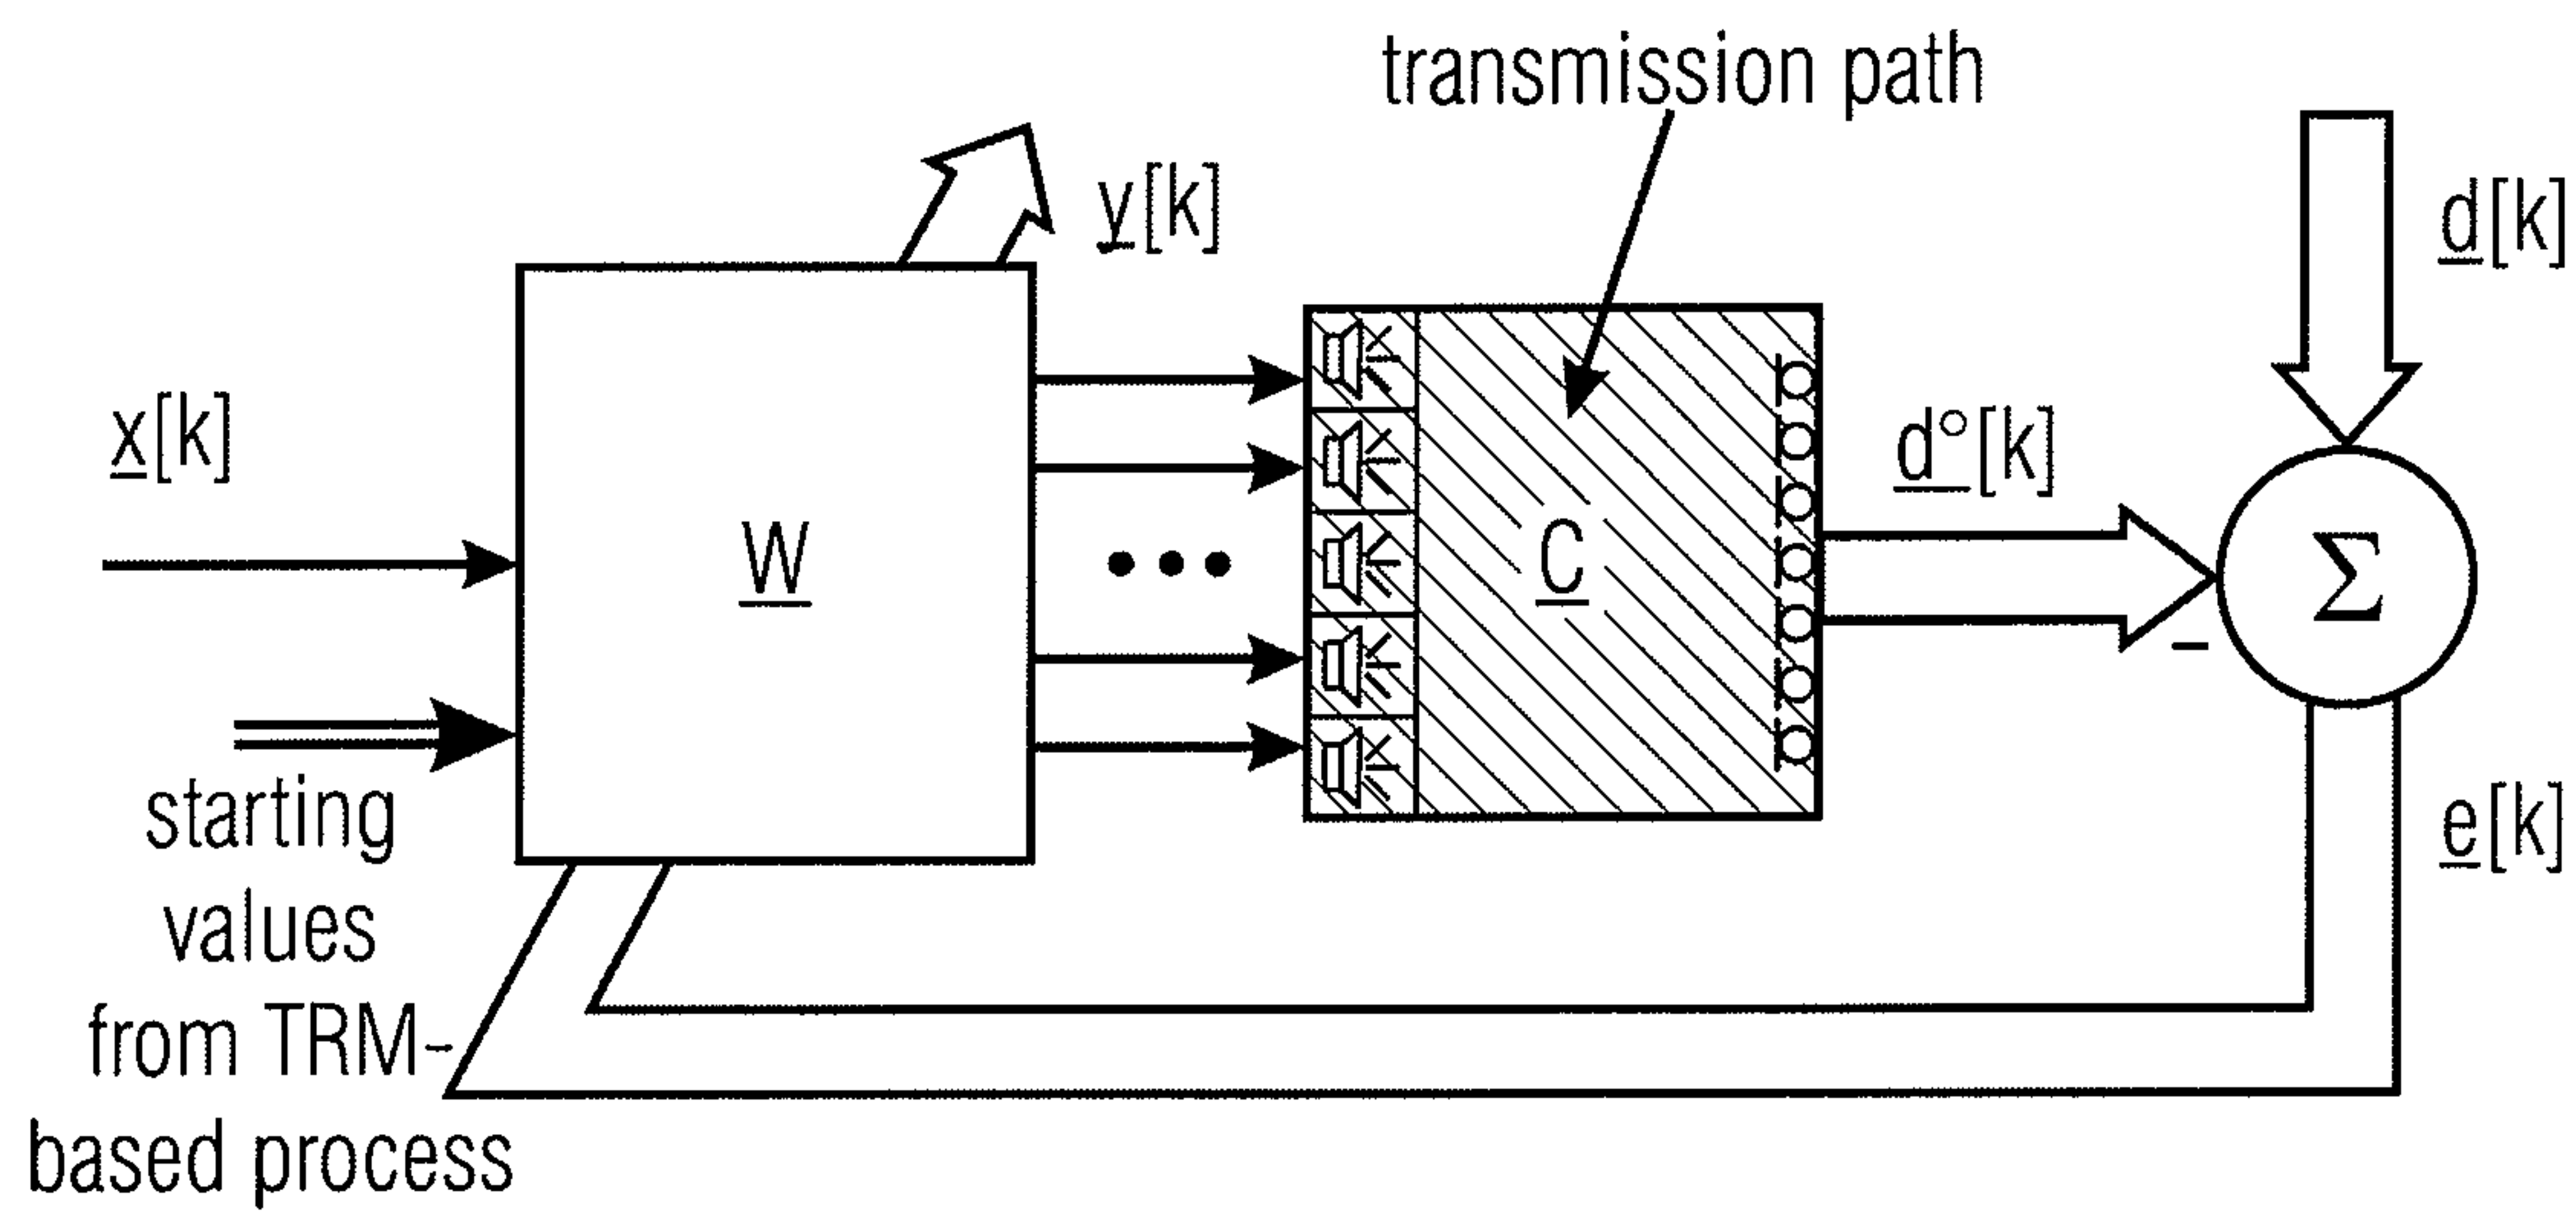 transmission path
y[k]
d[k]
x[k]
W
C
d°[k]
–
Σ
starting
values
from TRM-
based process
e[k]